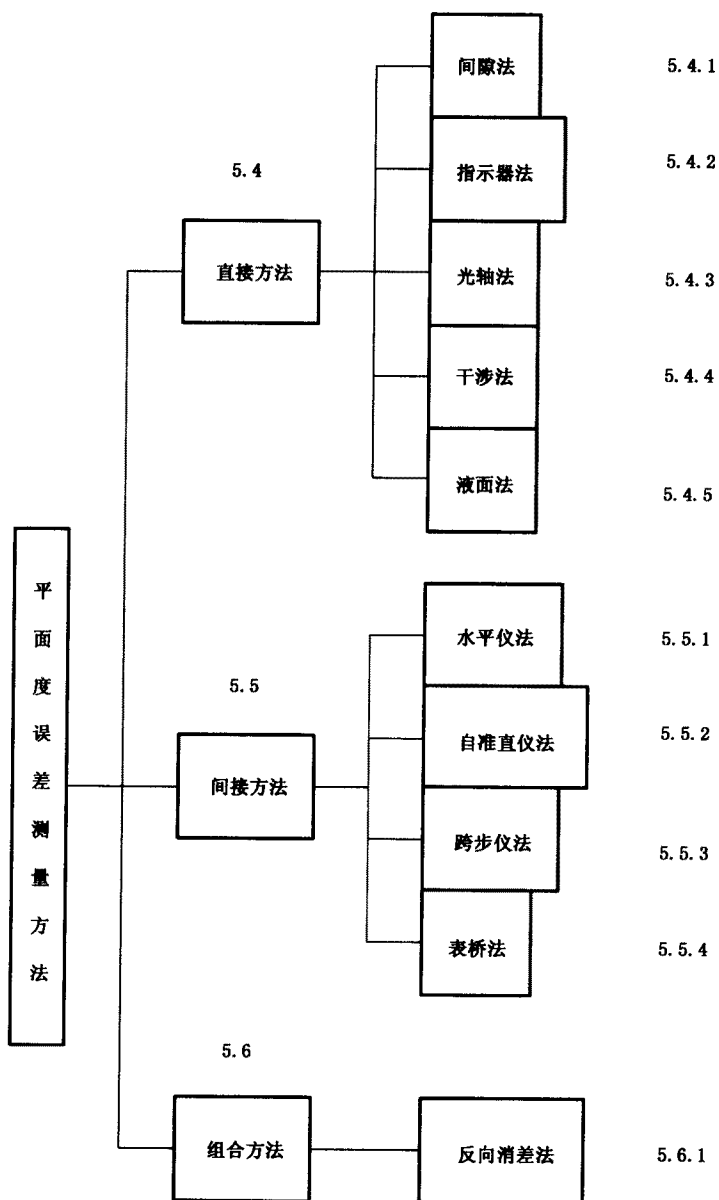 平面度误差测量方法
5.4
直接方法
间隙法 5.4.1
指示器法 5.4.2
光轴法 5.4.3
干涉法 5.4.4
液面法 5.4.5
5.5
间接方法
水平仪法 5.5.1
自准直仪法 5.5.2
跨步仪法 5.5.3
表桥法 5.5.4
5.6
组合方法
反向消差法 5.6.1